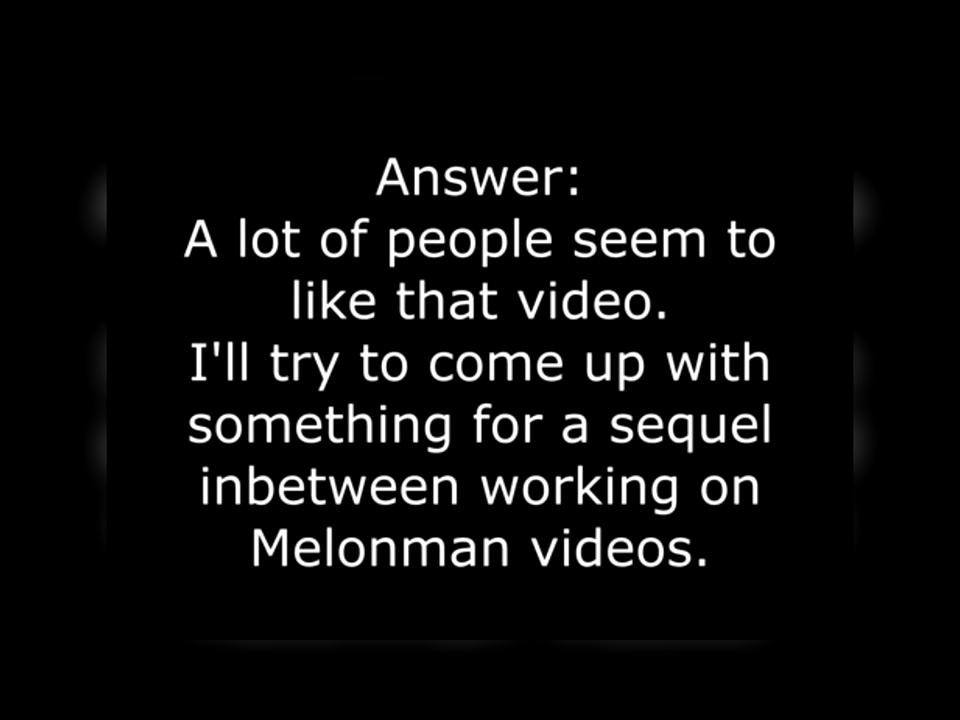 Answer:
A lot of people seem to
like that video.
I'll try to come up with
something for a sequel
inbetween working on
Melonman videos.